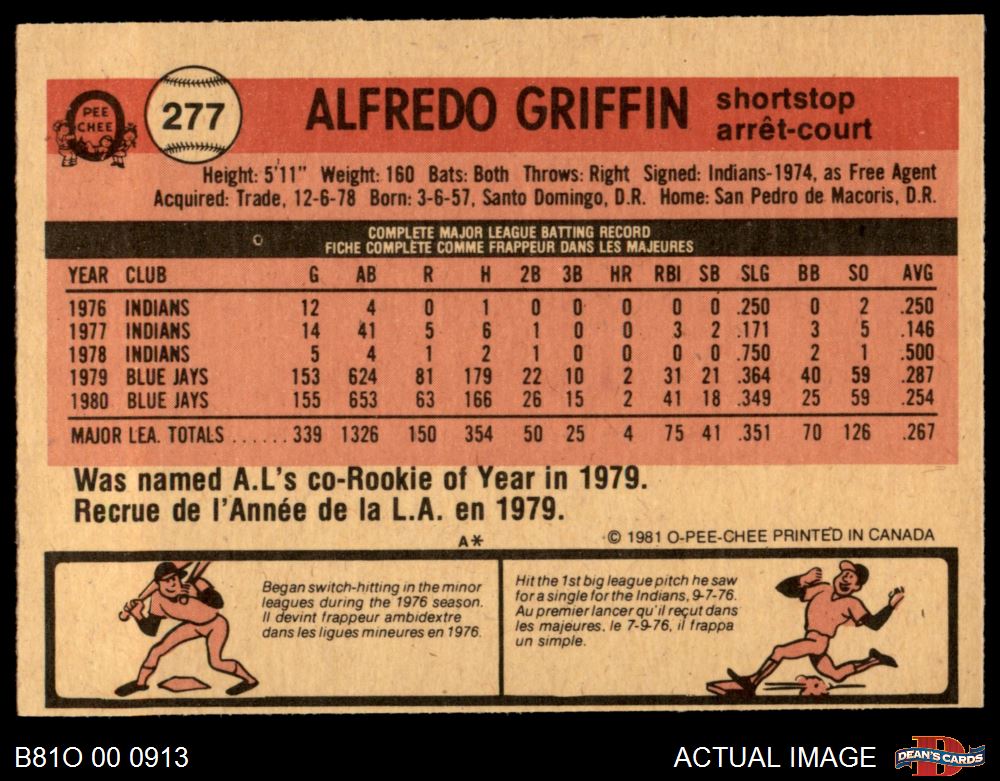 PEE
CHEE
277
ALFREDO GRIFFIN
shortstop
arrêt-court
Height: 5'11" Weight: 160 Bats: Both Throws: Right Signed: Indians-1974, as Free Agent
Acquired: Trade, 12-6-78 Born: 3-6-57, Santo Domingo, D.R. Home: San Pedro de Macoris, D.R.
COMPLETE MAJOR LEAGUE BATTING RECORD
FICHE COMPLÈTE COMME FRAPPEUR DANS LES MAJEURES
YEAR CLUB G AB R H 2B 3B HR RBI SB SLG BB SO AVG
1976 INDIANS 12 4 0 1 0 0 0 0 0 .250 0 2 .250
1977 INDIANS 14 41 5 6 1 0 0 3 2 .171 3 5 .146
1978 INDIANS 5 4 1 2 1 0 0 0 0 .750 2 1 .500
1979 BLUE JAYS 153 624 81 179 22 10 2 31 21 .364 40 59 .287
1980 BLUE JAYS 155 653 63 166 26 15 2 41 18 .349 25 59 .254
MAJOR LEA. TOTALS ...... 339 1326 150 354 50 25 4 75 41 .351 70 126 .267
Was named A.L's co-Rookie of Year in 1979.
Recrue de l'Année de la L.A. en 1979.
A* © 1981 O-PEE-CHEE PRINTED IN CANADA
Began switch-hitting in the minor
leagues during the 1976 season.
Il devint frappeur ambidextre
dans les ligues mineures en 1976.
Hit the 1st big league pitch he saw
for a single for the Indians, 9-7-76.
Au premier lancer qu'il reçut dans
les majeures, le 7-9-76, il frappa
un simple.
B81O 00 0913
ACTUAL IMAGE
DEAN'S CARDS